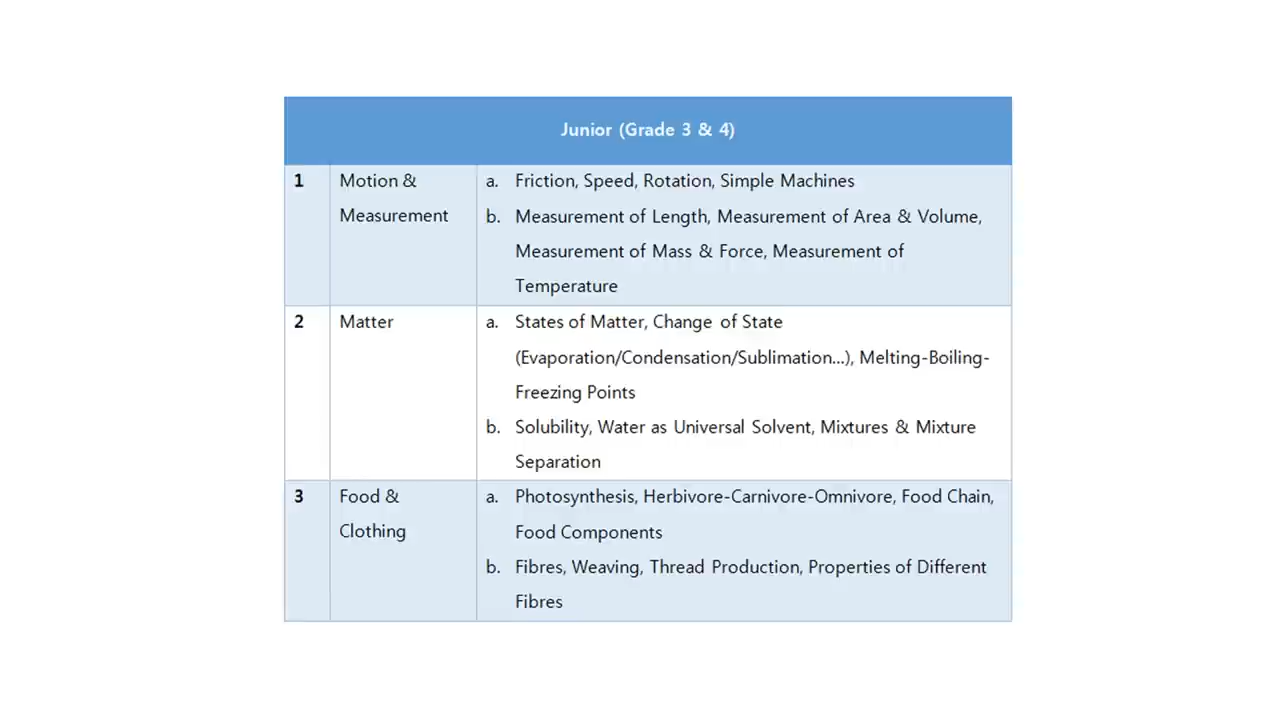 Junior (Grade 3 & 4)
1 Motion & a. Friction, Speed, Rotation, Simple Machines
Measurement b. Measurement of Length, Measurement of Area & Volume,
Measurement of Mass & Force, Measurement of
Temperature
2 Matter a. States of Matter, Change of State
(Evaporation/Condensation/Sublimation...), Melting-Boiling-
Freezing Points
b. Solubility, Water as Universal Solvent, Mixtures & Mixture
Separation
3 Food & a. Photosynthesis, Herbivore-Carnivore-Omnivore, Food Chain,
Clothing Food Components
b. Fibres, Weaving, Thread Production, Properties of Different
Fibres